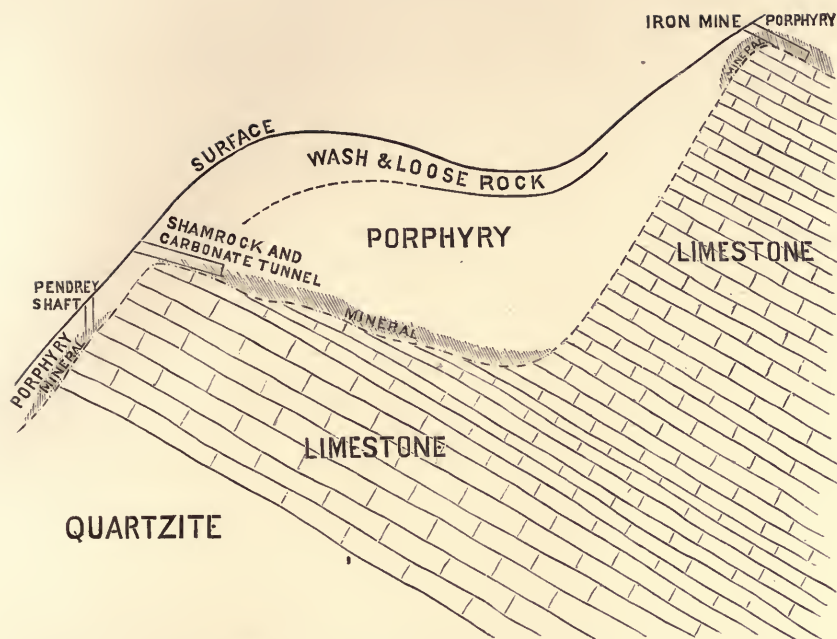 IRON MINE
PORPHYRY
MINERAL
SURFACE
WASH & LOOSE ROCK
PORPHYRY
LIMESTONE
SHAMROCK AND
CARBONATE TUNNEL
PENDREY
SHAFT
MINERAL
PORPHYRY
MINERAL
LIMESTONE
QUARTZITE